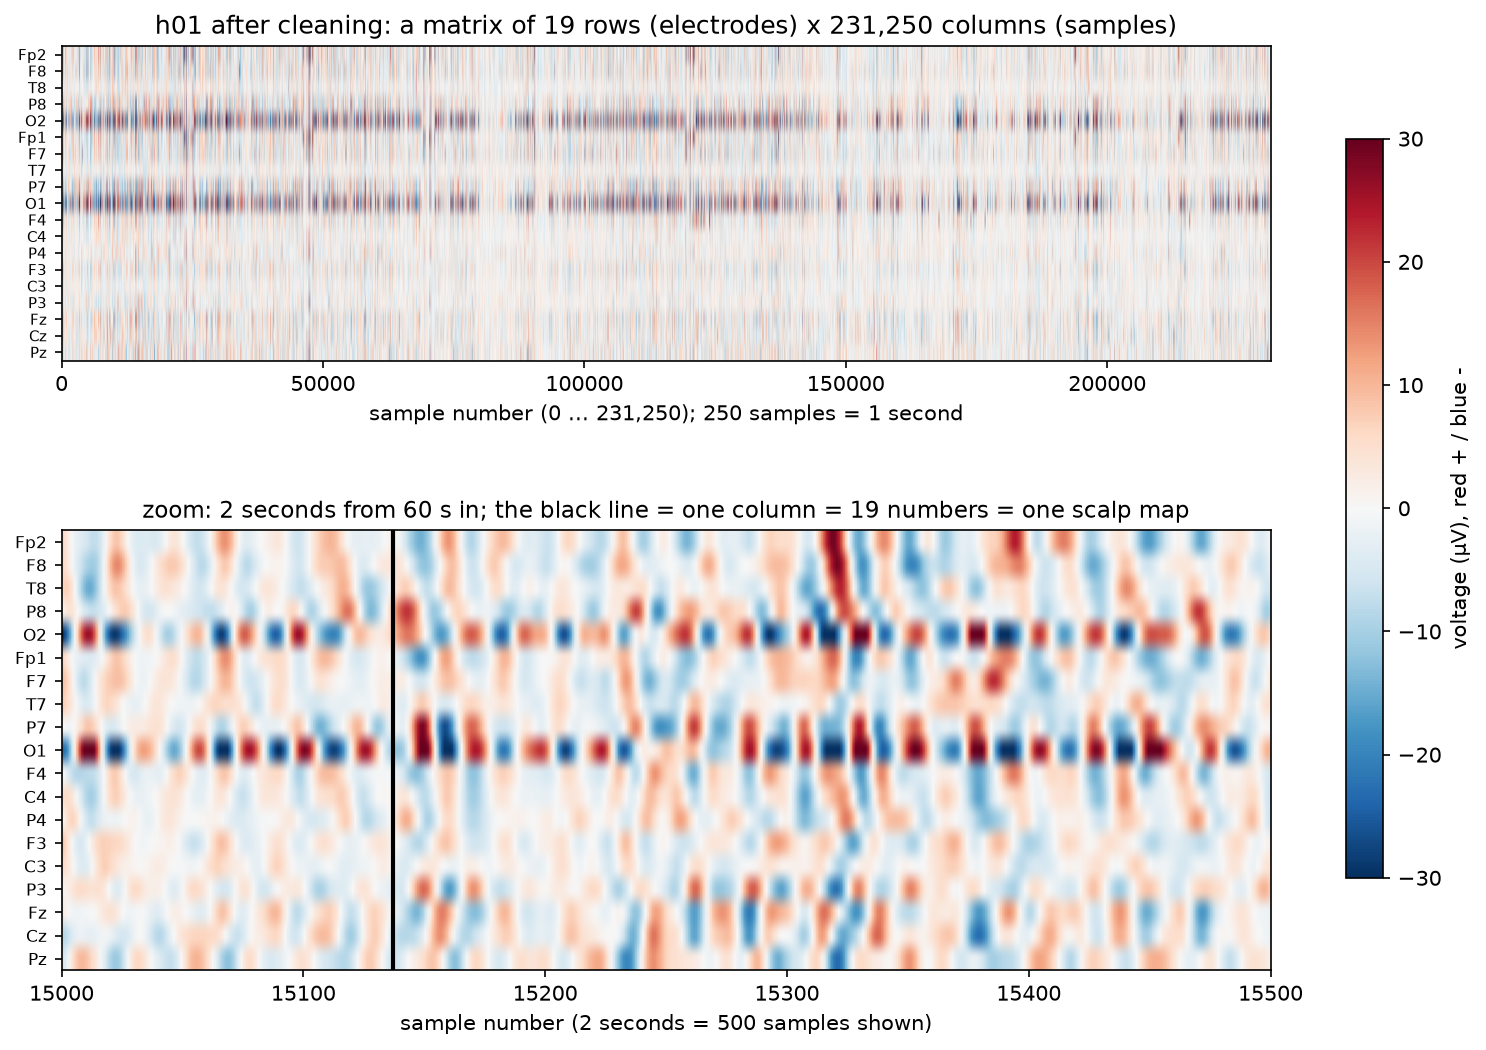 h01 after cleaning: a matrix of 19 rows (electrodes) x 231,250 columns (samples)
Fp2
F8
T8
P8
O2
Fp1
F7
T7
P7
O1
F4
C4
P4
F3
C3
P3
Fz
Cz
Pz
0 50000 100000 150000 200000
sample number (0 ... 231,250); 250 samples = 1 second
zoom: 2 seconds from 60 s in; the black line = one column = 19 numbers = one scalp map
Fp2
F8
T8
P8
O2
Fp1
F7
T7
P7
O1
F4
C4
P4
F3
C3
P3
Fz
Cz
Pz
15000 15100 15200 15300 15400 15500
sample number (2 seconds = 500 samples shown)
30
20
10
0
−10
−20
−30
voltage (µV), red + / blue -